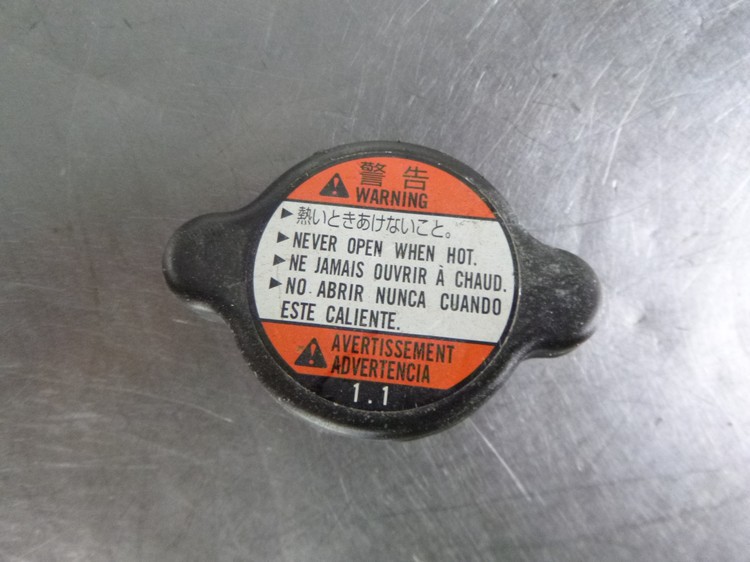 警告
WARNING
▶熱いときあけないこと。
▶NEVER OPEN WHEN HOT.
▶NE JAMAIS OUVRIR À CHAUD.
▶NO ABRIR NUNCA CUANDO
ESTE CALIENTE.
AVERTISSEMENT
ADVERTENCIA
1.1